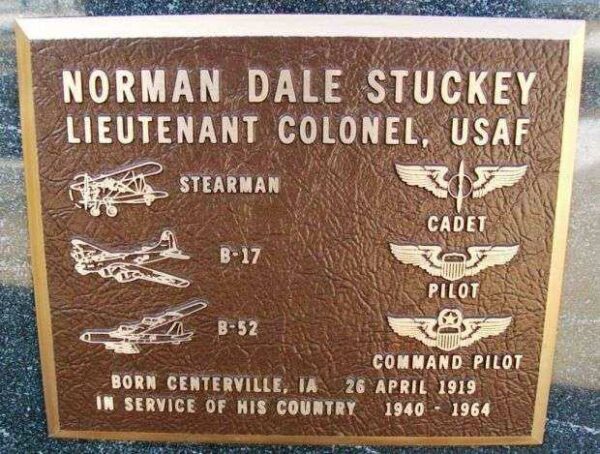 NORMAN DALE STUCKEY
LIEUTENANT COLONEL, USAF
STEARMAN
CADET
B-17
PILOT
B-52
COMMAND PILOT
BORN CENTERVILLE, IA 26 APRIL 1919
IN SERVICE OF HIS COUNTRY 1940 - 1964